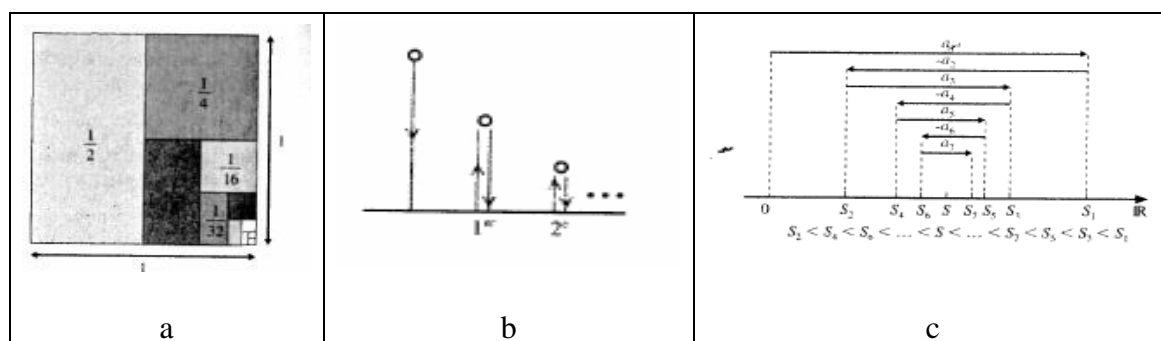 1/4
1/2
1
1/16
1/32
1
a
1er 2e
b
-a₂
a₃
-a₄
a₅
-a₆
a₇
0 S₂ S₄ S₆ S S₇ S₅ S₃ S₁ IR
S₂ < S₄ < S₆ < ... < S < ... < S₇ < S₅ < S₃ < S₁
c